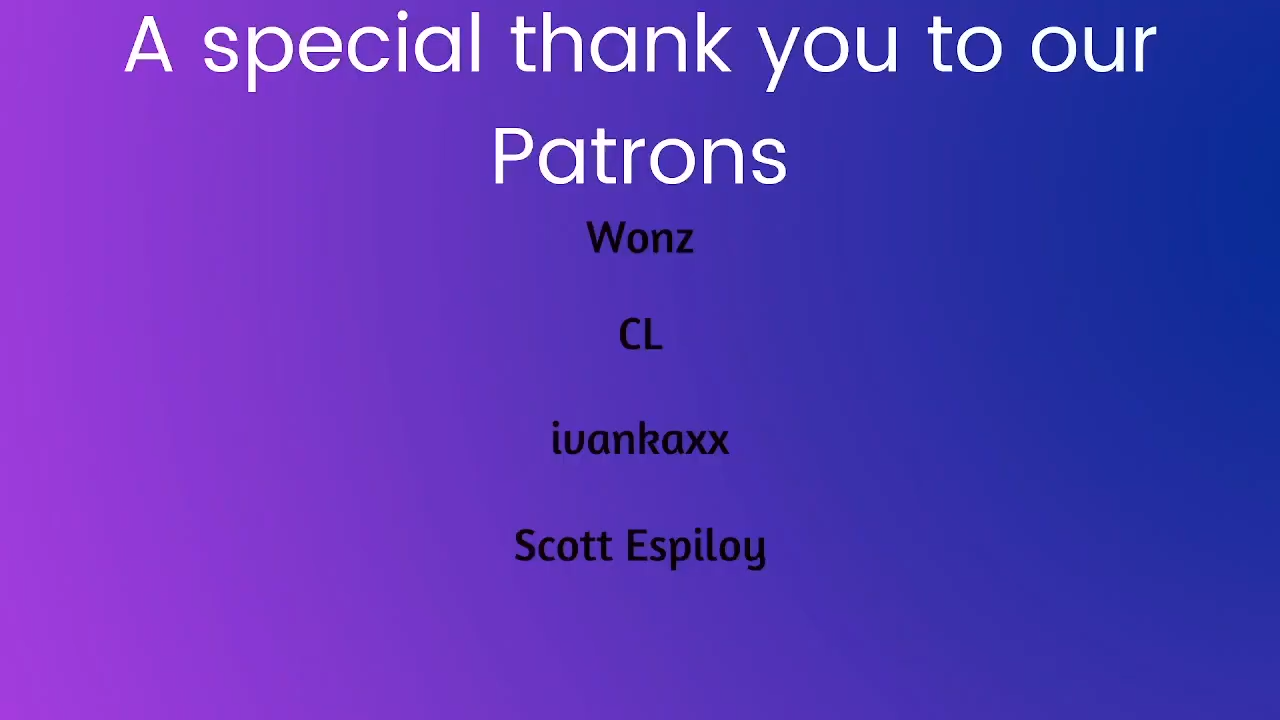 A special thank you to our
Patrons
Wonz
CL
ivankaxx
Scott Espiloy